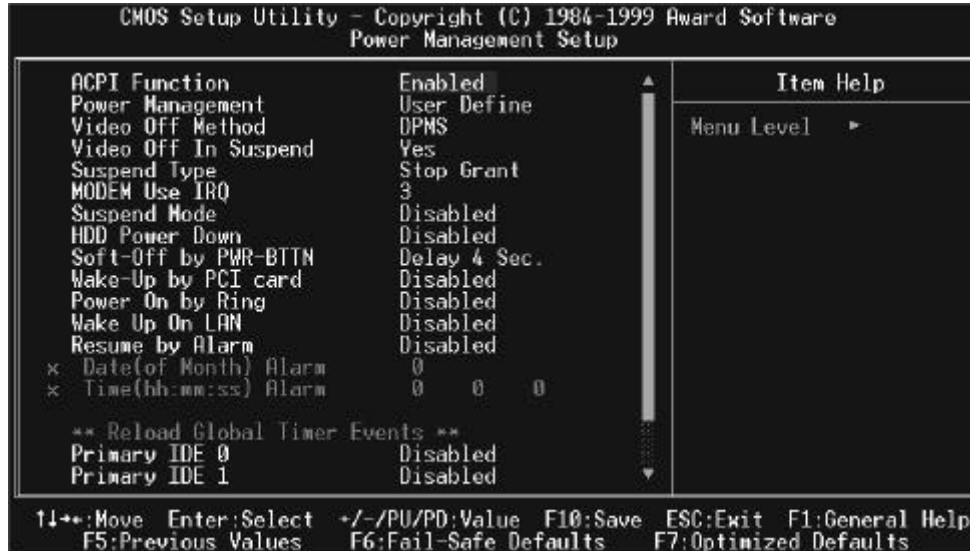 CMOS Setup Utility - Copyright (C) 1984-1999 Award Software
Power Management Setup
ACPI Function Enabled
Power Management User Define
Video Off Method DPMS
Video Off In Suspend Yes
Suspend Type Stop Grant
MODEM Use IRQ 3
Suspend Mode Disabled
HDD Power Down Disabled
Soft-Off by PWR-BTTN Delay 4 Sec.
Wake-Up by PCI card Disabled
Power On by Ring Disabled
Wake Up On LAN Disabled
Resume by Alarm Disabled
x Date(of Month) Alarm 0
x Time(hh:mm:ss) Alarm 0 0 0
** Reload Global Timer Events **
Primary IDE 0 Disabled
Primary IDE 1 Disabled
Item Help
Menu Level ►
↑↓→←:Move Enter:Select +/-/PU/PD:Value F10:Save ESC:Exit F1:General Help
F5:Previous Values F6:Fail-Safe Defaults F7:Optimized Defaults